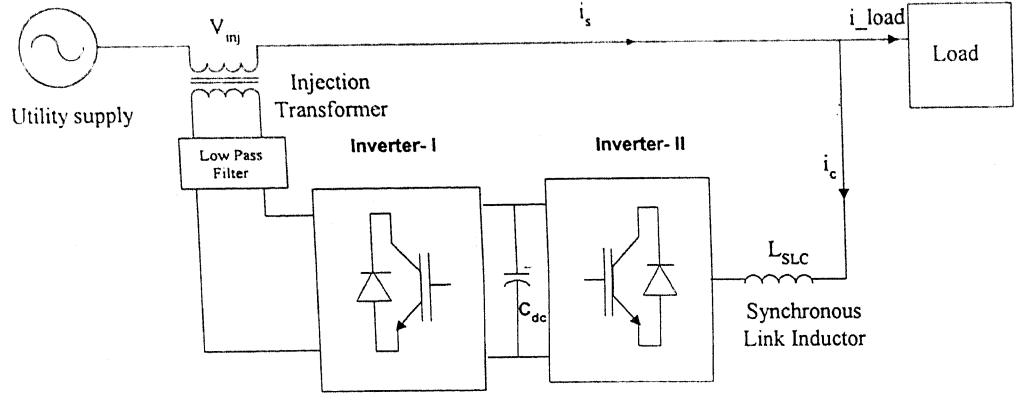 V_inj
i_s
i_load
Load
Injection
Transformer
Utility supply
Inverter- I
Inverter- II
Low Pass
Filter
i_c
L_SLC
C_dc
Synchronous
Link Inductor